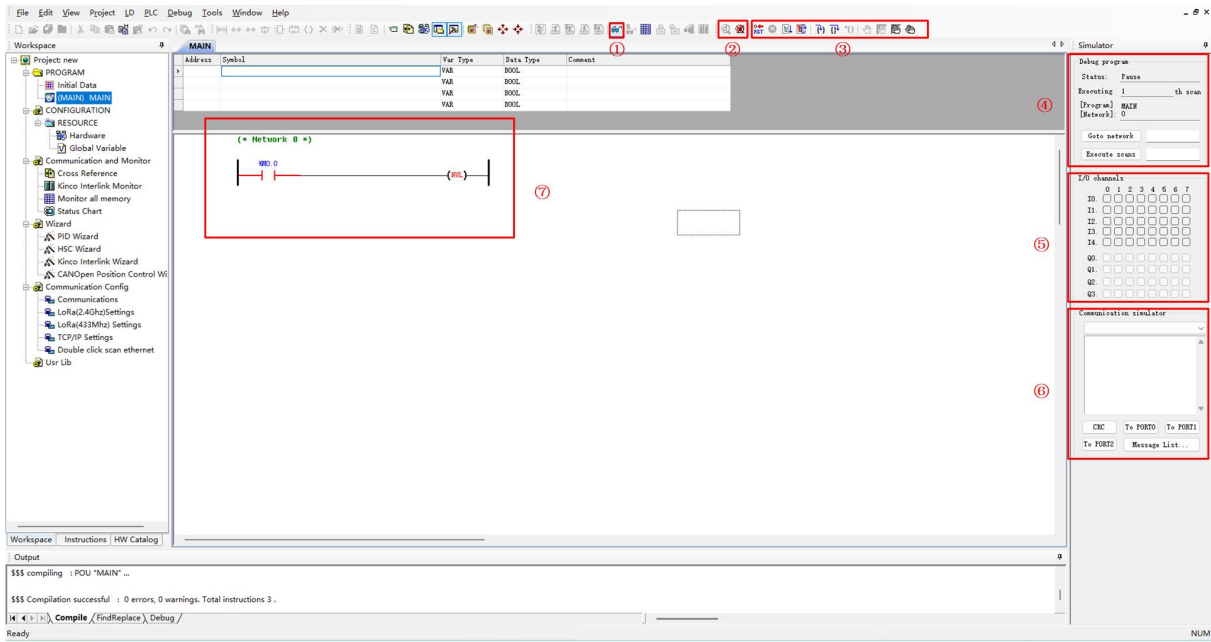 File Edit View Project LD PLC Debug Tools Window Help
Workspace
Project: new
PROGRAM
Initial Data
(MAIN) MAIN
CONFIGURATION
RESOURCE
Hardware
Global Variable
Communication and Monitor
Cross Reference
Kinco Interlink Monitor
Monitor all memory
Status Chart
Wizard
PID Wizard
HSC Wizard
Kinco Interlink Wizard
CANOpen Position Control Wi
Communication Config
Communications
LoRa(2.4Ghz)Settings
LoRa(433Mhz) Settings
TCP/IP Settings
Double click scan ethernet
Usr Lib
Workspace Instructions HW Catalog
RST
① ② ③
MAIN
Address Symbol Var Type Data Type Comment
VAR BOOL
VAR BOOL
VAR BOOL
VAR BOOL
(* Network 0 *)
%M0.0
(NUL)
⑦
④
⑤
⑥
Simulator
Debug program
Status: Pause
Executing 1 th scan
[Program] MAIN
[Network]: 0
Goto network
Execute scans
I/O channels
0 1 2 3 4 5 6 7
I0.
I1.
I2.
I3.
I4.
Q0.
Q1.
Q2.
Q3.
Communication simulator
CRC To PORT0 To PORT1
To PORT2 Message List...
Output
$$$ compiling : POU "MAIN" ...
$$$ Compilation successful : 0 errors, 0 warnings. Total instructions 3 .
Compile FindReplace Debug
Ready NUM